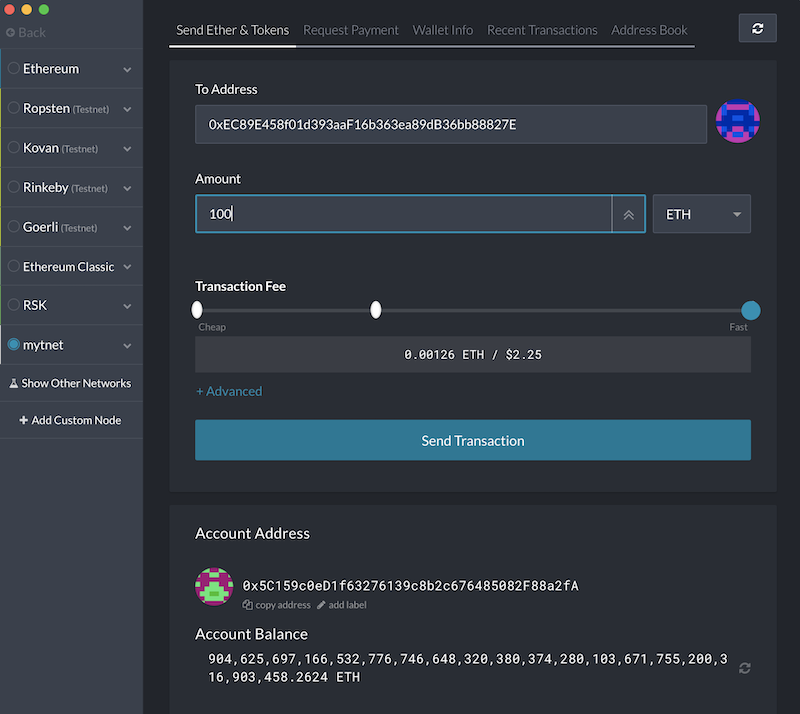 Back
Send Ether & Tokens Request Payment Wallet Info Recent Transactions Address Book
Ethereum
Ropsten (Testnet)
Kovan (Testnet)
Rinkeby (Testnet)
Goerli (Testnet)
Ethereum Classic
RSK
mytnet
Show Other Networks
+ Add Custom Node
To Address
0xEC89E458f01d393aaF16b363ea89dB36bb88827E
Amount
100 ETH
Transaction Fee
Cheap Fast
0.00126 ETH / $2.25
+ Advanced
Send Transaction
Account Address
0x5C159c0eD1f63276139c8b2c676485082F88a2fA
copy address add label
Account Balance
904,625,697,166,532,776,746,648,320,380,374,280,103,671,755,200,3
16,903,458.2624 ETH